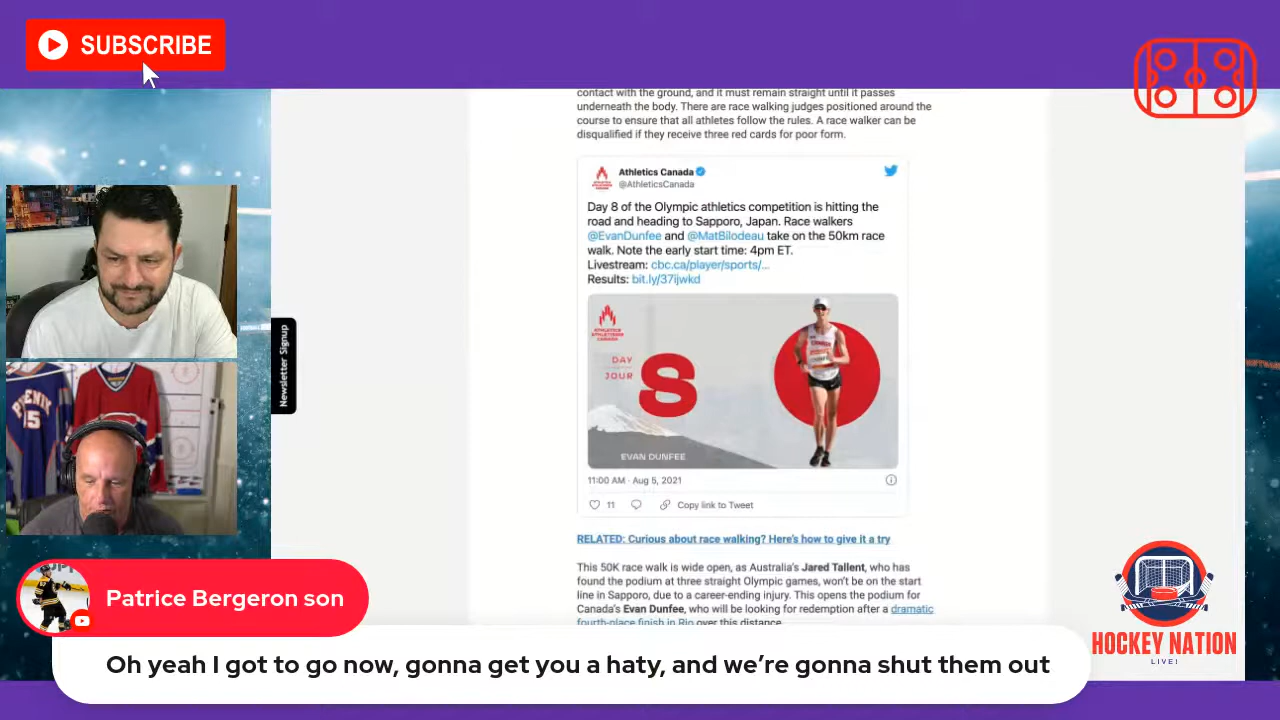 SUBSCRIBE
contact with the ground, and it must remain straight until it passes
underneath the body. There are race walking judges positioned around the
course to ensure that all athletes follow the rules. A race walker can be
disqualified if they receive three red cards for poor form.
Athletics Canada
@AthleticsCanada
Day 8 of the Olympic athletics competition is hitting the
road and heading to Sapporo, Japan. Race walkers
@EvanDunfee and @MatBilodeau take on the 50km race
walk. Note the early start time: 4pm ET.
Livestream: cbc.ca/player/sports/...
Results: bit.ly/37ijwkd
DAY
JOUR
8
EVAN DUNFEE
11:00 AM · Aug 5, 2021
11
Copy link to Tweet
RELATED: Curious about race walking? Here's how to give it a try
This 50K race walk is wide open, as Australia's Jared Tallent, who has
found the podium at three straight Olympic games, won't be on the start
line in Sapporo, due to a career-ending injury. This opens the podium for
Canada's Evan Dunfee, who will be looking for redemption after a dramatic
fourth-place finish in Rio over this distance.
Newsletter Signup
Patrice Bergeron son
Oh yeah I got to go now, gonna get you a haty, and we're gonna shut them out
HOCKEY NATION
LIVE!